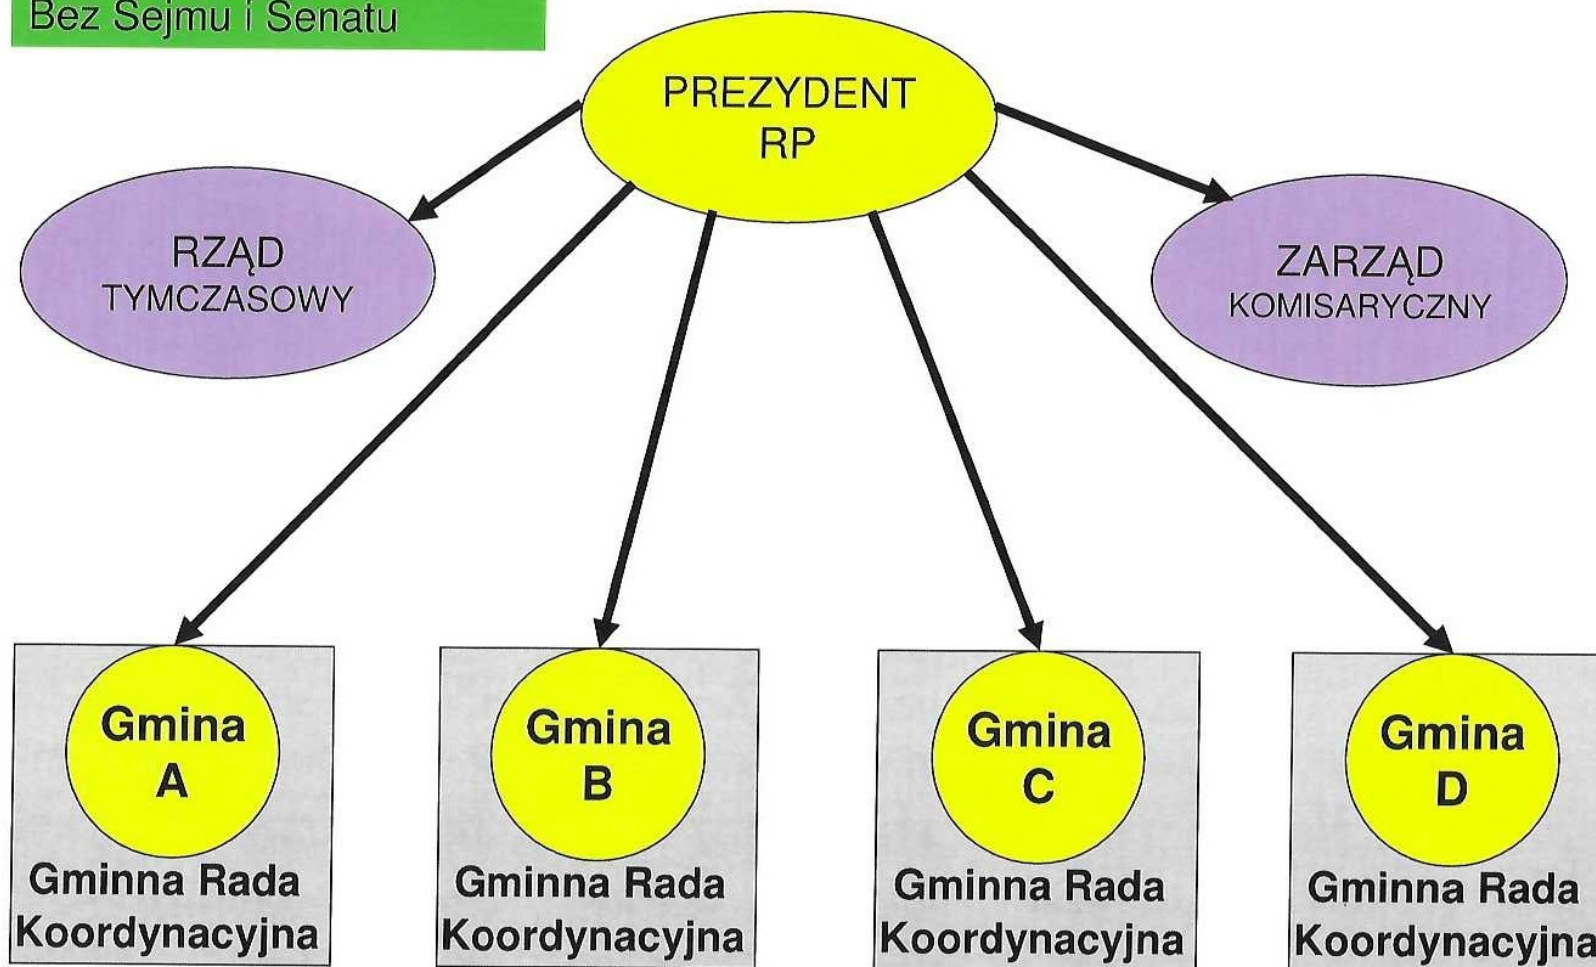 Bez Sejmu i Senatu
PREZYDENT
RP
RZĄD
TYMCZASOWY
ZARZĄD
KOMISARYCZNY
Gmina
A
Gminna Rada
Koordynacyjna
Gmina
B
Gminna Rada
Koordynacyjna
Gmina
C
Gminna Rada
Koordynacyjna
Gmina
D
Gminna Rada
Koordynacyjna